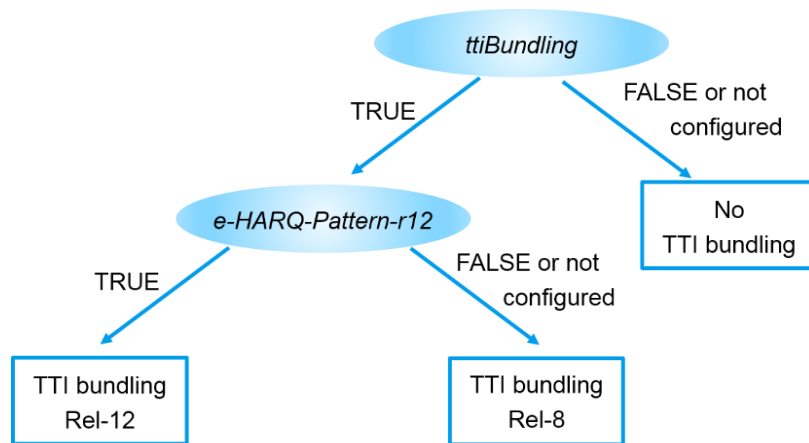 ttiBundling
TRUE
FALSE or not
configured
e-HARQ-Pattern-r12
No
TTI bundling
TRUE
FALSE or not
configured
TTI bundling
Rel-12
TTI bundling
Rel-8